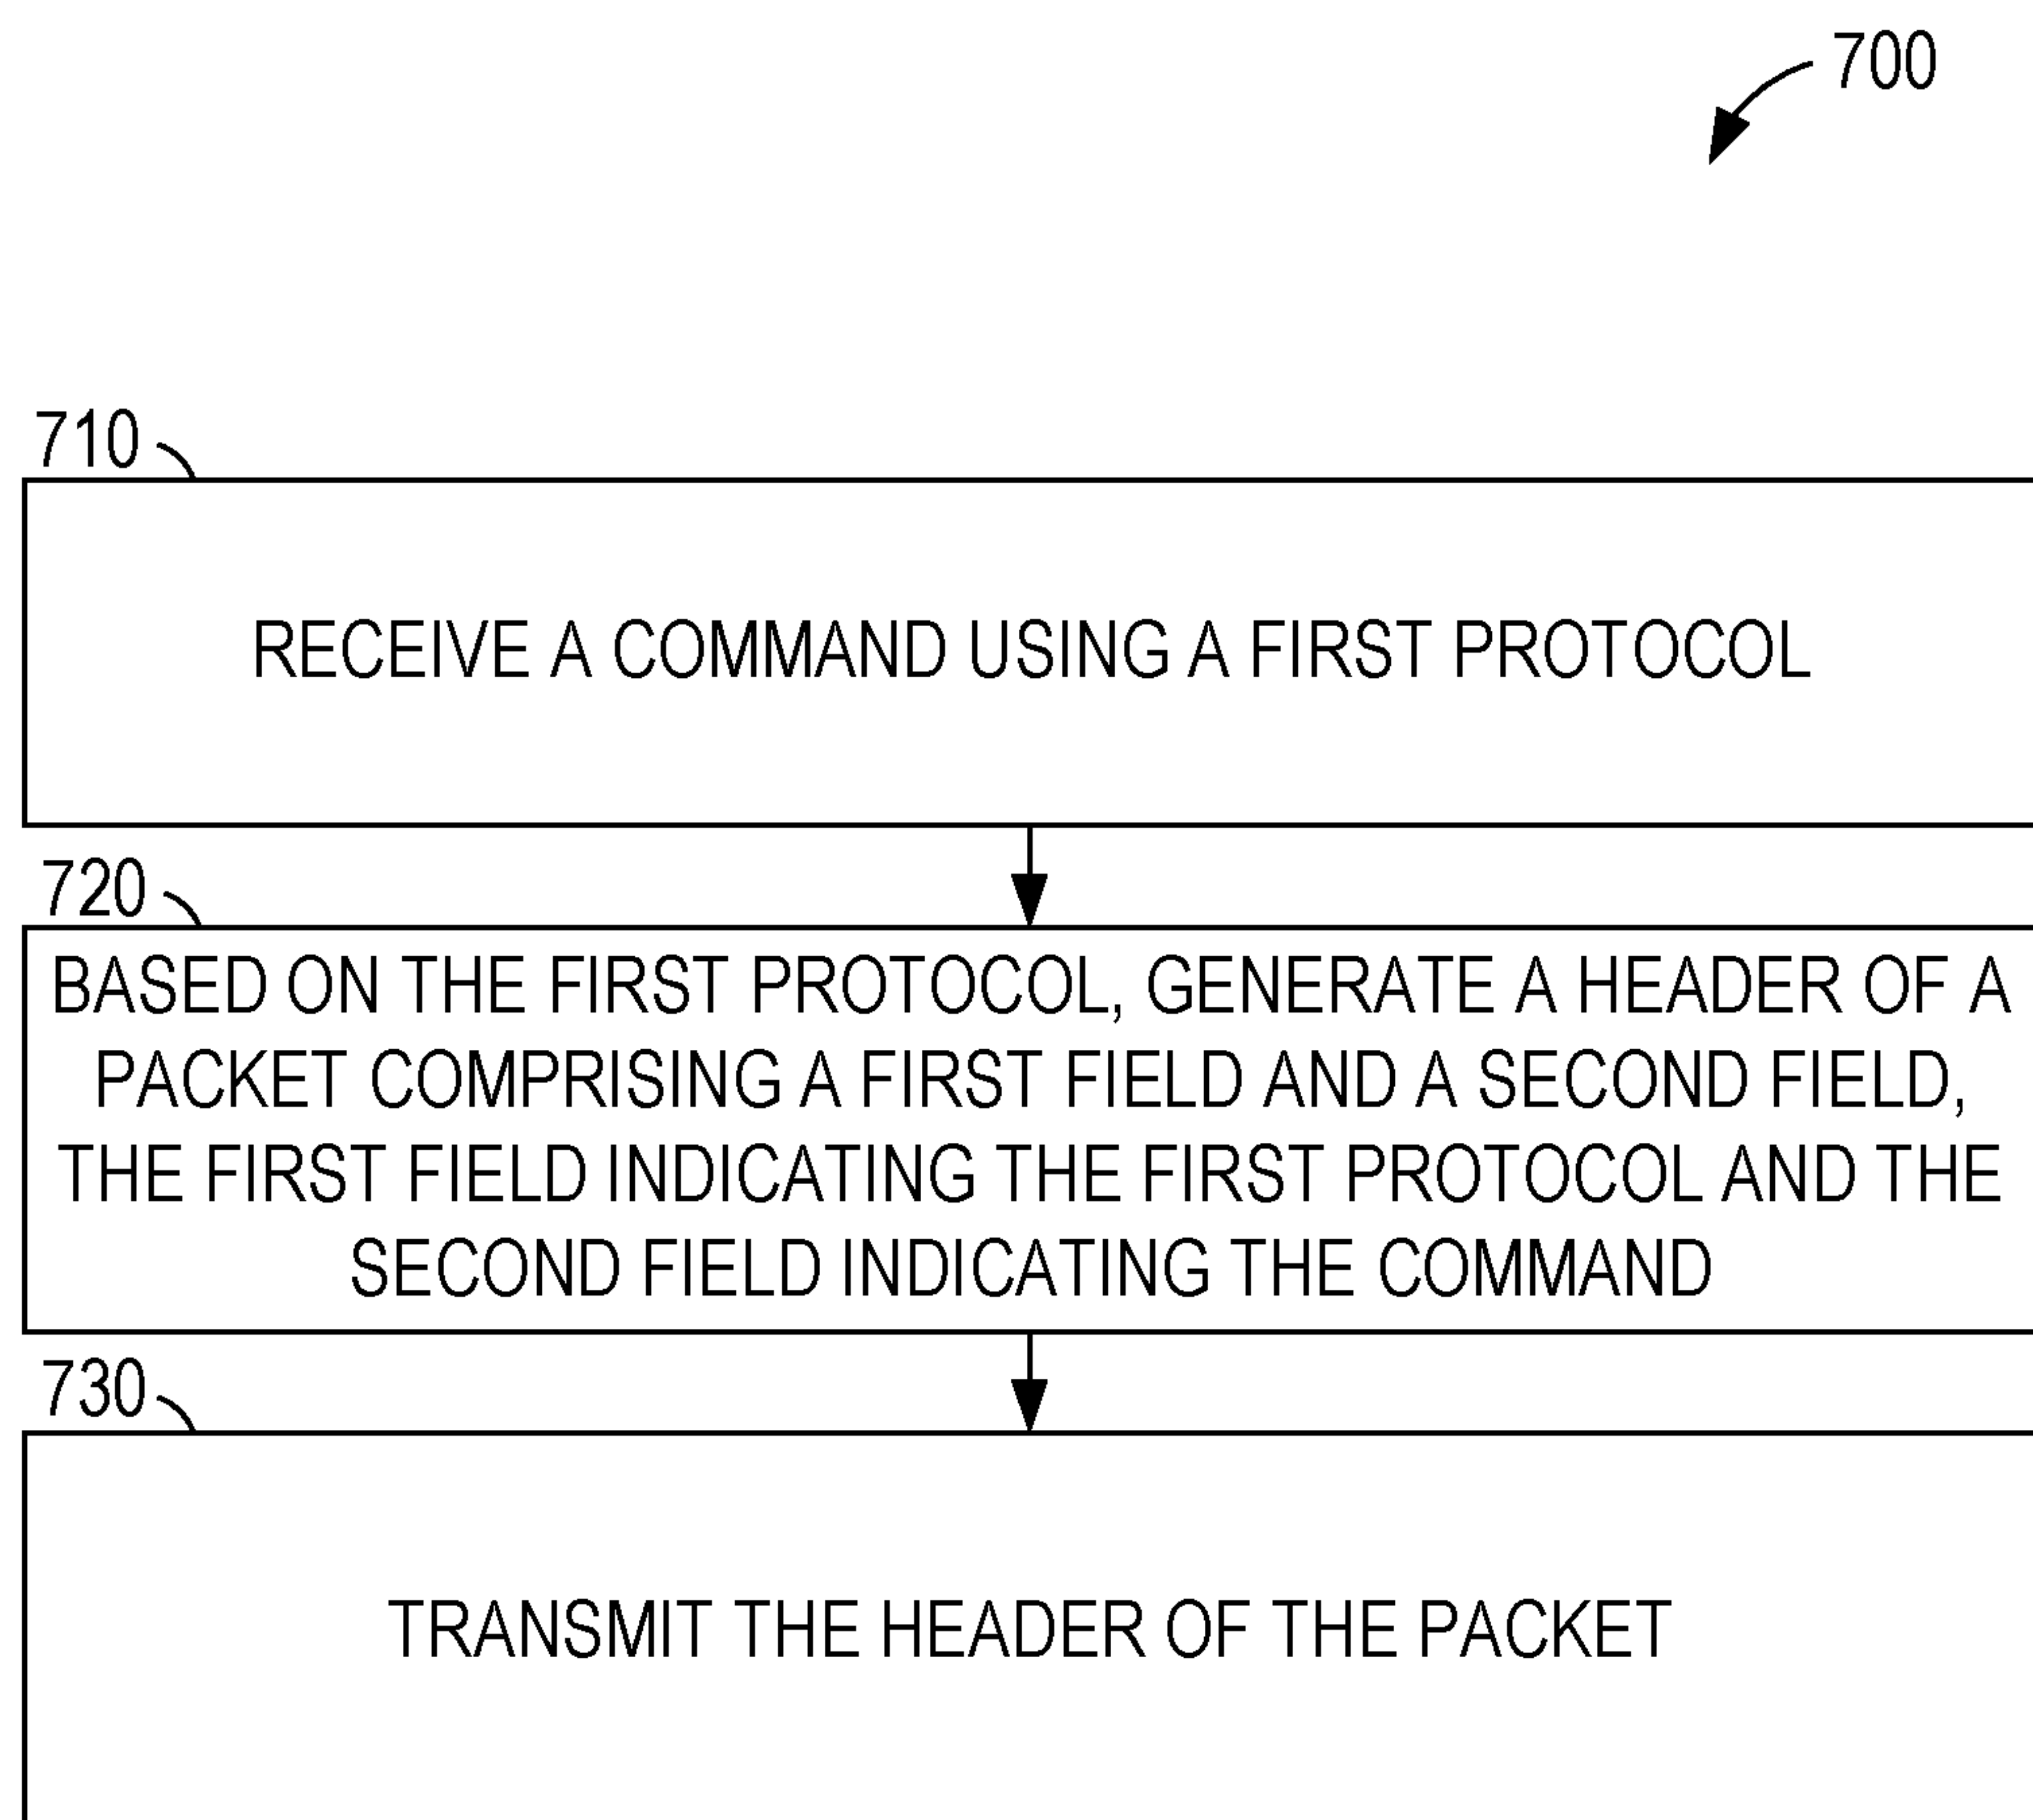 700
710
RECEIVE A COMMAND USING A FIRST PROTOCOL
720
BASED ON THE FIRST PROTOCOL, GENERATE A HEADER OF A
PACKET COMPRISING A FIRST FIELD AND A SECOND FIELD,
THE FIRST FIELD INDICATING THE FIRST PROTOCOL AND THE
SECOND FIELD INDICATING THE COMMAND
730
TRANSMIT THE HEADER OF THE PACKET